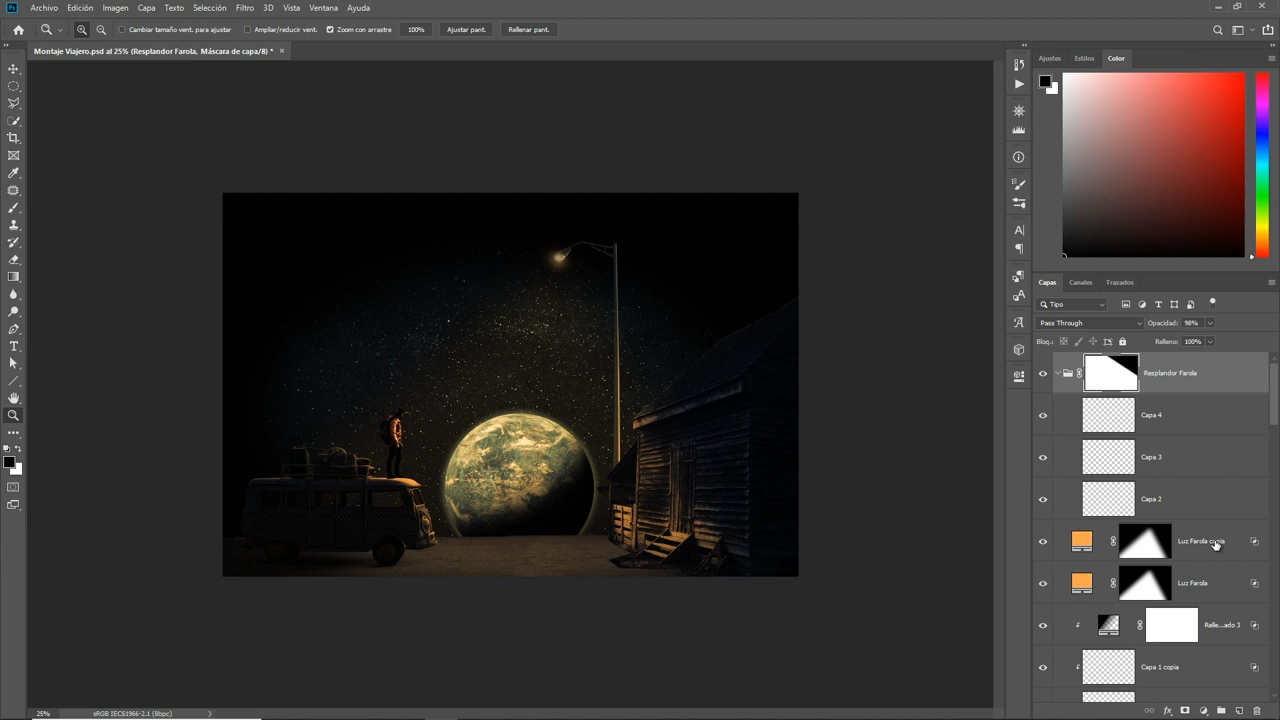 Archivo Edición Imagen Capa Texto Selección Filtro 3D Vista Ventana Ayuda
Cambiar tamaño vent. para ajustar Ampliar/reducir vent. Zoom con arrastre 100% Ajustar pant. Rellenar pant.
Montaje Viajero.psd al 25% (Resplandor Farola, Máscara de capa/8) * ×
Ajustes Estilos Color
Capas Canales Trazados
Tipo
Pass Through Opacidad: 98%
Bloq.: Relleno: 100%
Resplandor Farola
Capa 4
Capa 3
Capa 2
Luz Farola copia
Luz Farola
Relle...ado 3
Capa 1 copia
25% sRGB IEC61966-2.1 (8bpc)